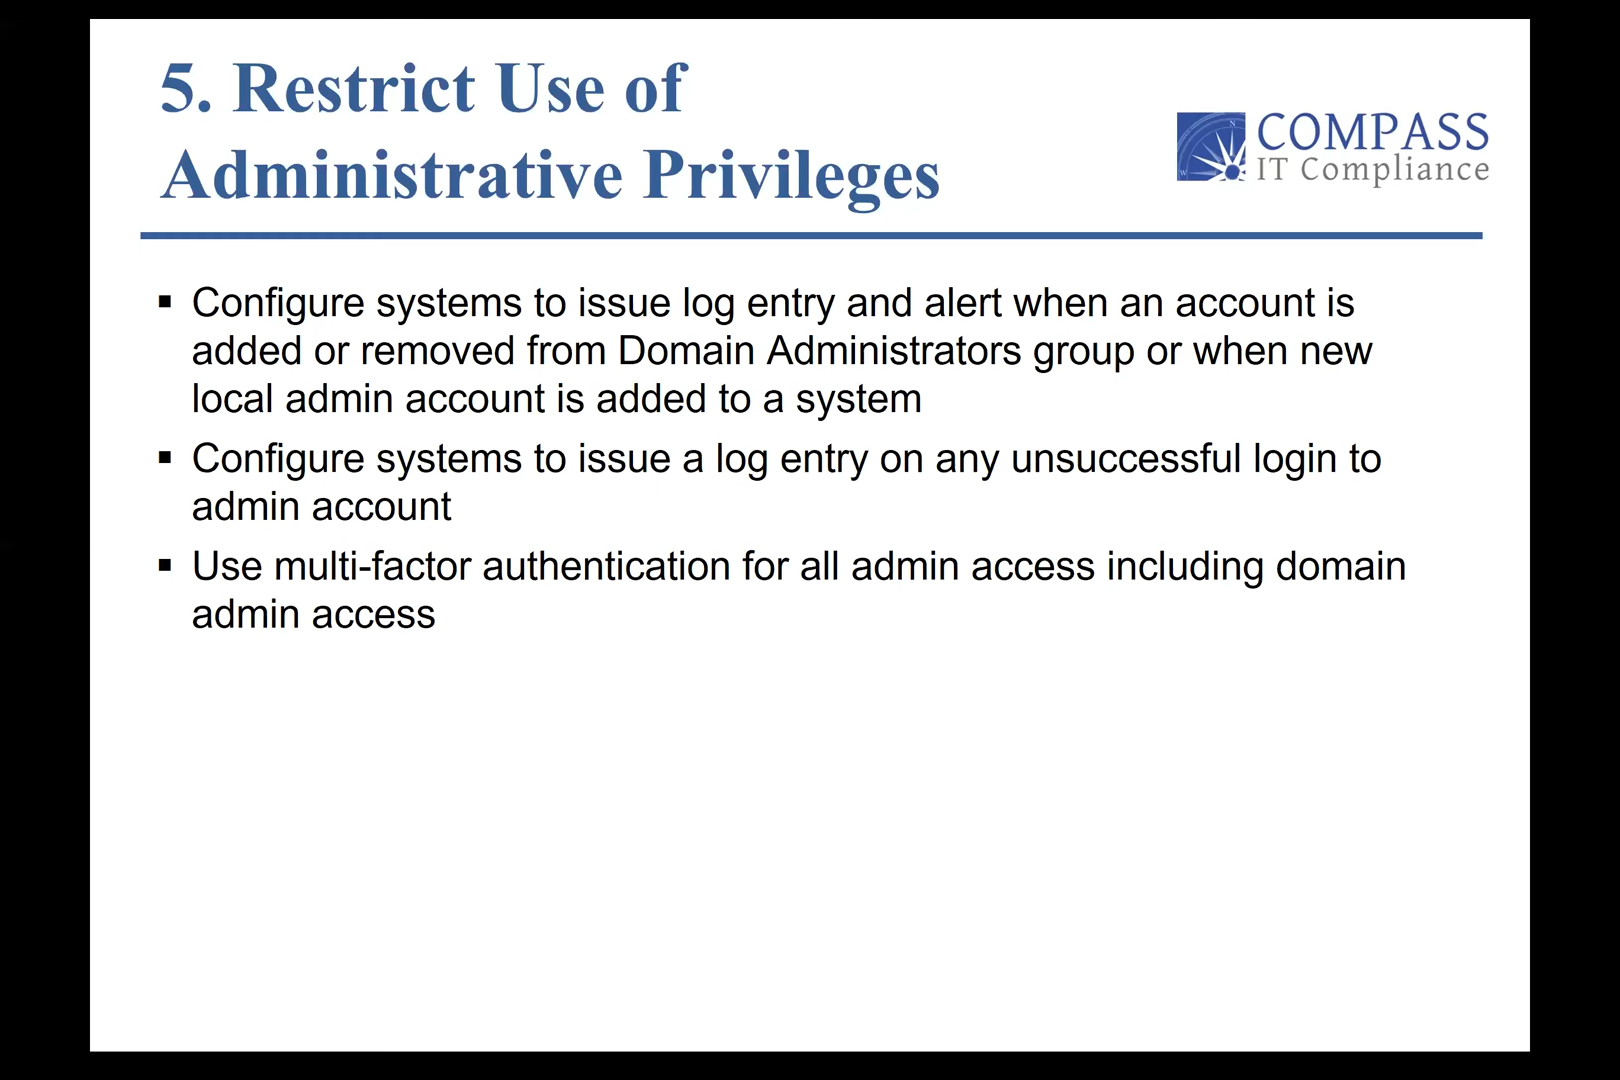 5. Restrict Use of
Administrative Privileges
COMPASS
IT Compliance
N
W
▪ Configure systems to issue log entry and alert when an account is
added or removed from Domain Administrators group or when new
local admin account is added to a system
▪ Configure systems to issue a log entry on any unsuccessful login to
admin account
▪ Use multi-factor authentication for all admin access including domain
admin access